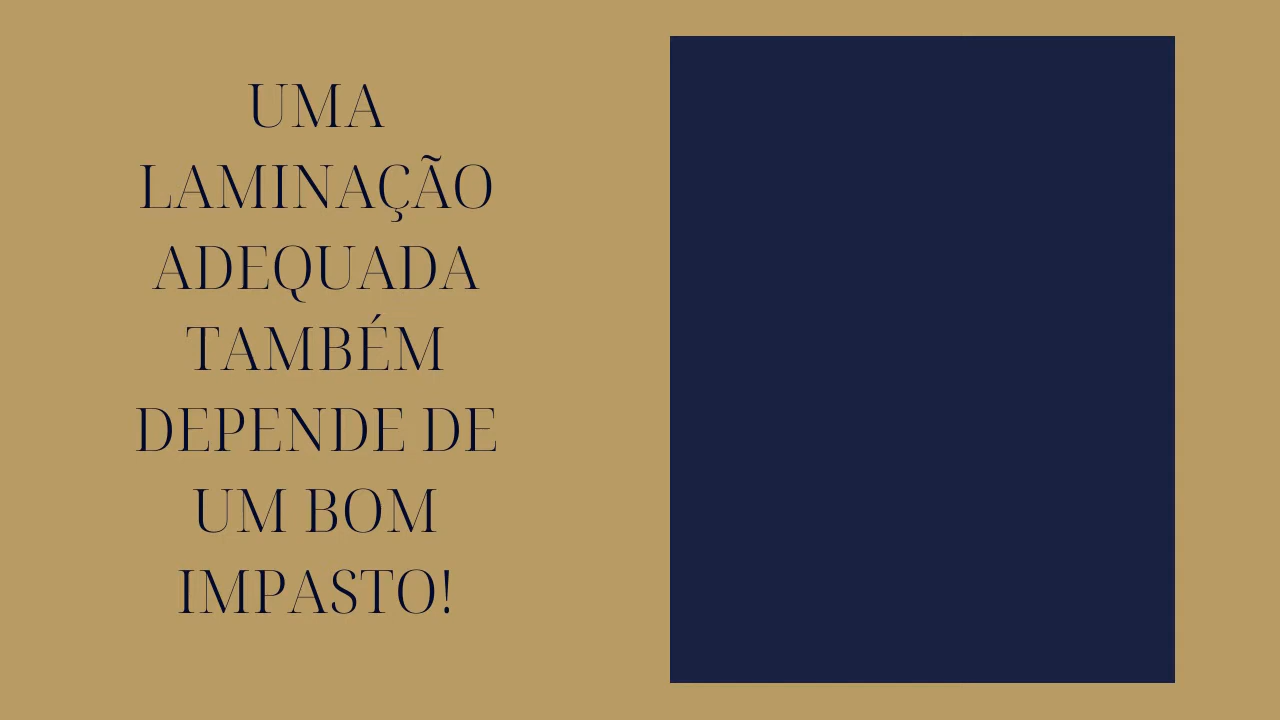 UMA
LAMINAÇÃO
ADEQUADA
TAMBÉM
DEPENDE DE
UM BOM
IMPASTO!